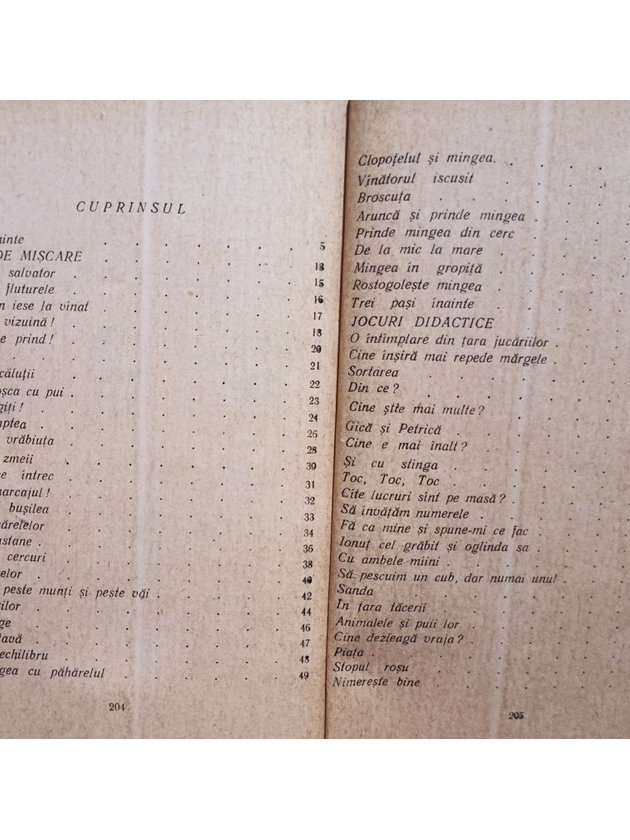 CUPRINSUL
ainte 5
DE MIȘCARE 13
salvator 15
fluturele 16
n iese la vînat 17
vizuină! 18
e prind! 20
21
căluții 22
oșca cu pui 23
giți! 24
aptea 26
vrăbiuța 28
zmeii 30
ce întrec 31
marcajul! 32
bușilea 33
ărelelor 34
astane 36
cercuri 38
elor 40
peste munți și peste văi 42
ilor 44
ge 46
lavă 47
echilibru 48
gea cu păhărelul 49
204
Clopoțelul și mingea
Vînătorul iscusit
Broscuța
Aruncă și prinde mingea
Prinde mingea din cerc
De la mic la mare
Mingea în gropiță
Rostogolește mingea
Trei pași înainte
JOCURI DIDACTICE
O întîmplare din țara jucăriilor
Cine înșiră mai repede mărgele
Sortarea
Din ce?
Cine știe mai multe?
Gică și Petrică
Cine e mai înalt?
Și cu stînga
Toc, Toc, Toc
Cîte lucruri sînt pe masă?
Să învățăm numerele
Fă ca mine și spune-mi ce fac
Ionuț cel grăbit și oglinda sa
Cu ambele mîini
Să pescuim un cub, dar numai unul
Sanda
În țara tăcerii
Animalele și puii lor
Cine dezleagă vraja?
Piața
Stopul roșu
Nimerește bine
205